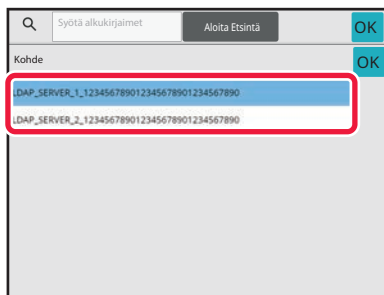 Syötä alkukirjaimet
Aloita Etsintä
OK
Kohde
OK
LDAP_SERVER_1_123456789012345678901234567890
LDAP_SERVER_2_123456789012345678901234567890